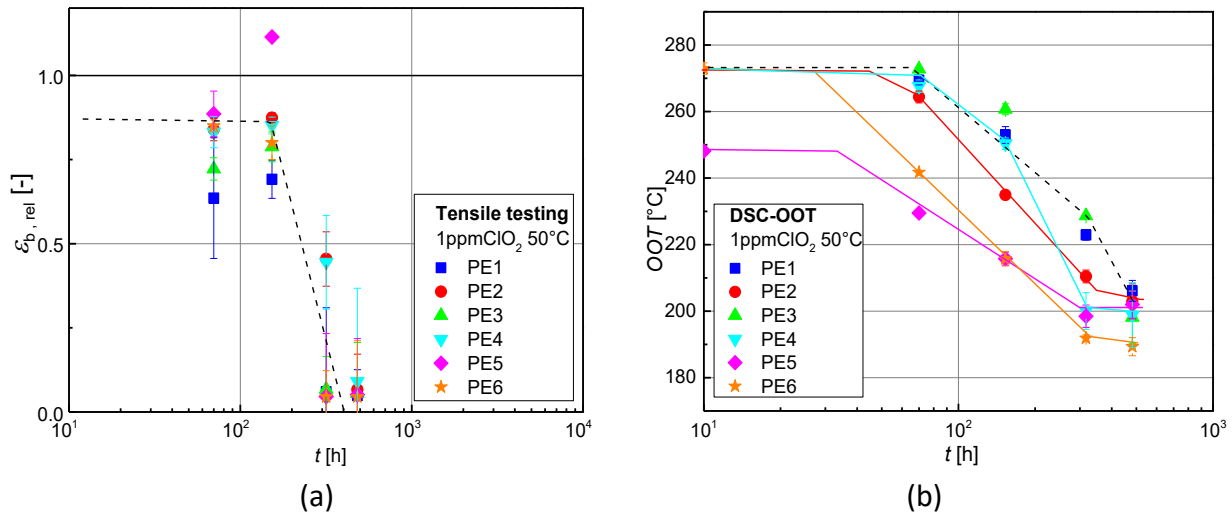 1.0
0.5
0.0
εb, rel [-]
Tensile testing
1ppmClO2 50°C
PE1
PE2
PE3
PE4
PE5
PE6
10¹ 10² 10³ 10⁴
t [h]
(a)
280
260
240
220
200
180
OOT [°C]
DSC-OOT
1ppmClO2 50°C
PE1
PE2
PE3
PE4
PE5
PE6
10¹ 10² 10³
t [h]
(b)